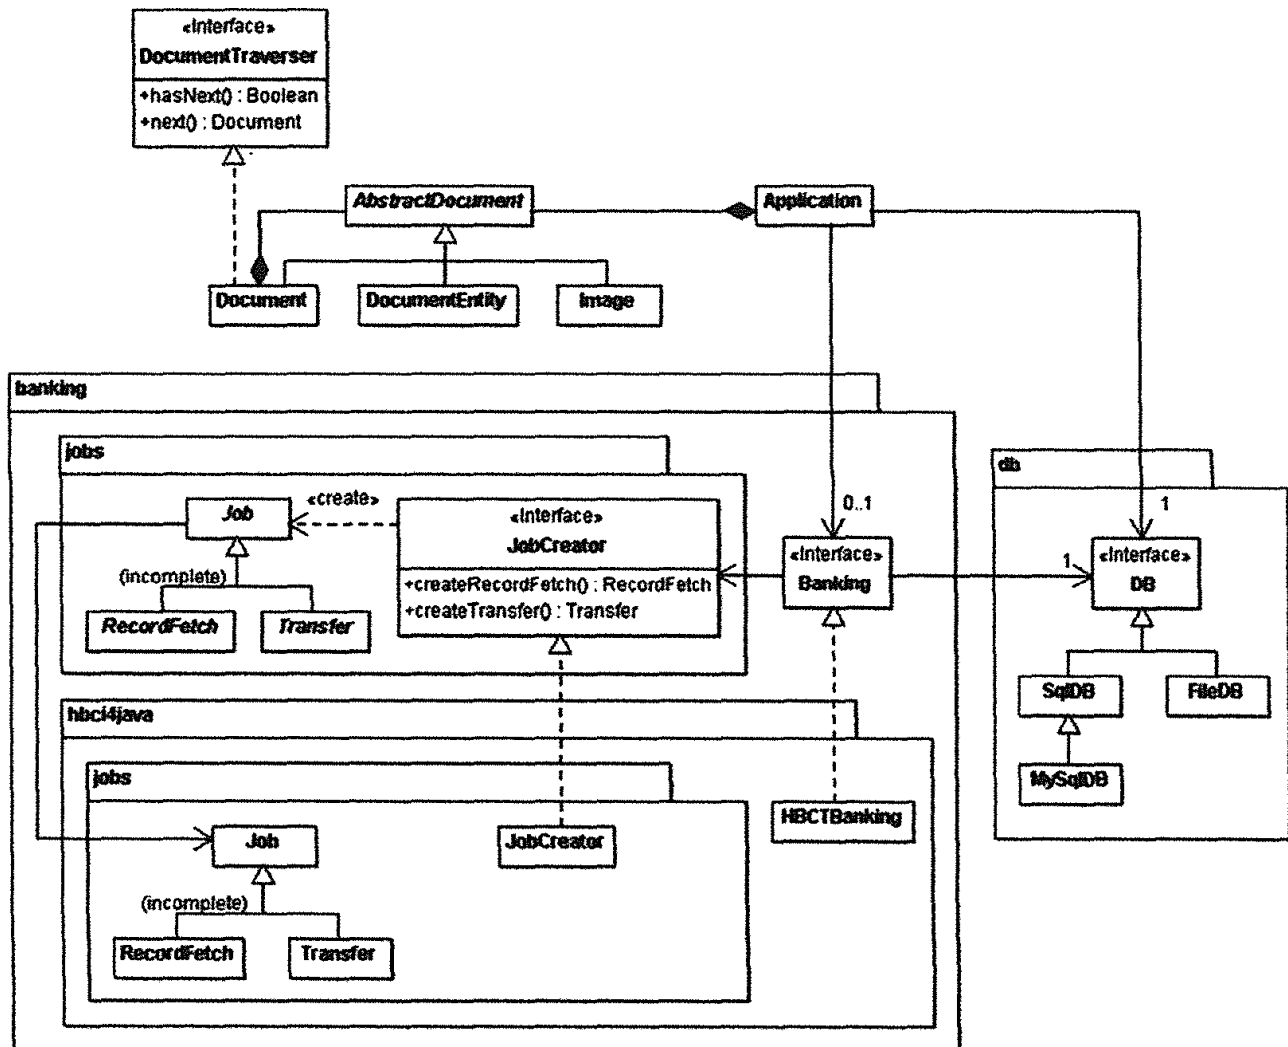 «Interface»
DocumentTraverser
+hasNext() : Boolean
+next() : Document
AbstractDocument
Application
Document
DocumentEntity
Image
banking
jobs
Job
«create»
«Interface»
JobCreator
+createRecordFetch() : RecordFetch
+createTransfer() : Transfer
(incomplete)
RecordFetch
Transfer
0..1
«Interface»
Banking
db
1
1
«Interface»
DB
SqlDB
FileDB
MySqlDB
hbci4java
jobs
Job
JobCreator
HBCTBanking
(incomplete)
RecordFetch
Transfer